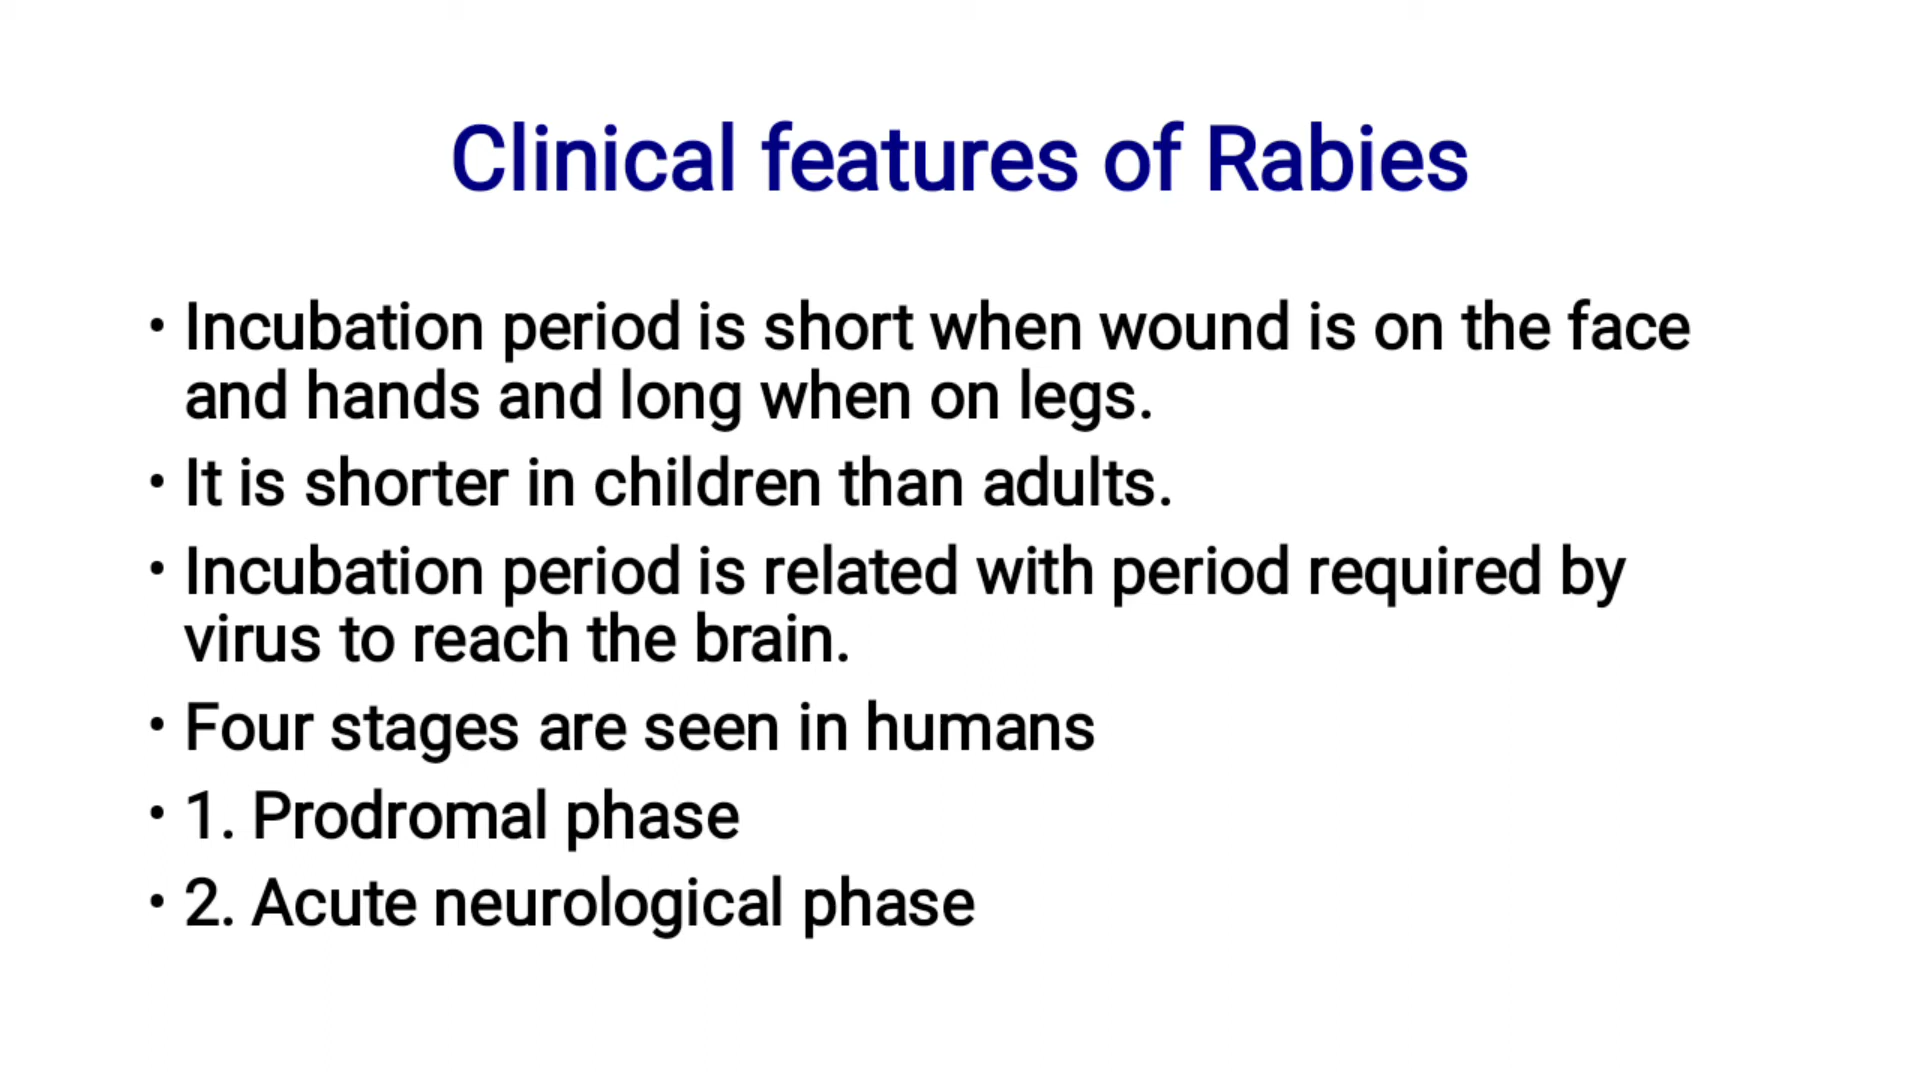 Clinical features of Rabies
• Incubation period is short when wound is on the face
and hands and long when on legs.
• It is shorter in children than adults.
• Incubation period is related with period required by
virus to reach the brain.
• Four stages are seen in humans
• 1. Prodromal phase
• 2. Acute neurological phase